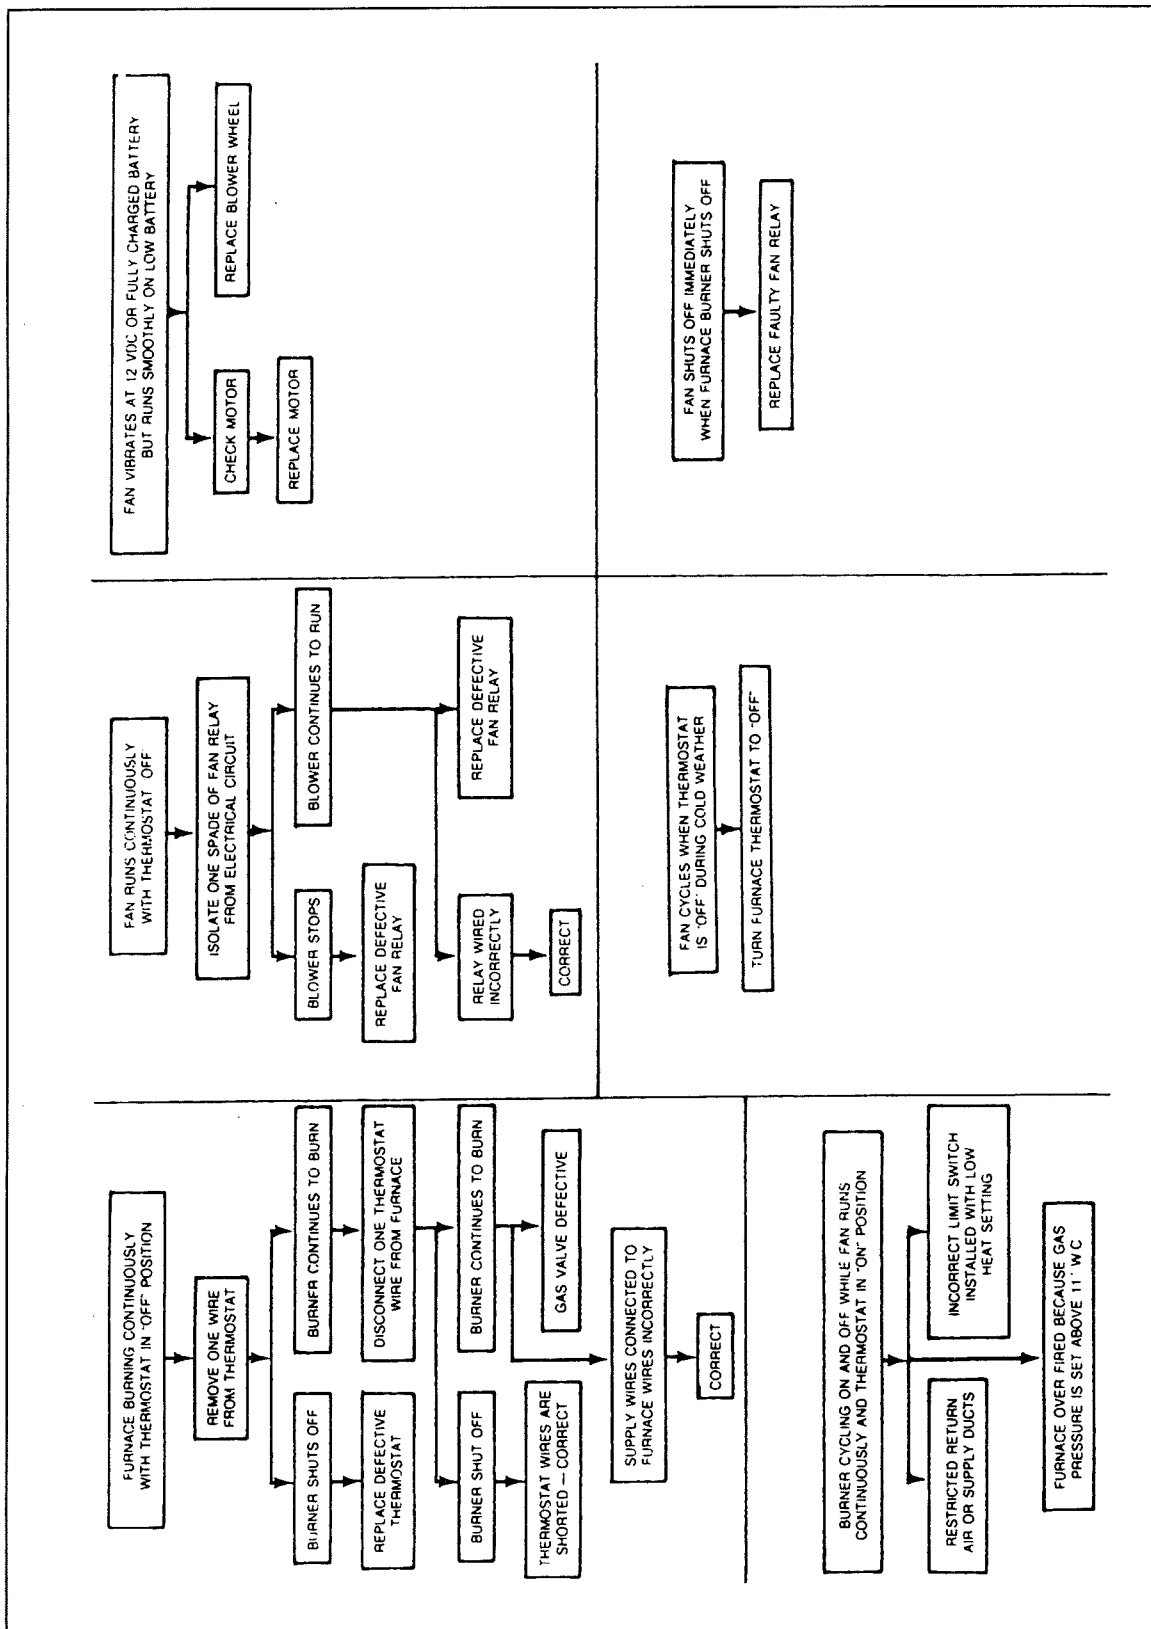 FURNACE BURNING CONTINUOUSLY
WITH THERMOSTAT IN "OFF" POSITION
REMOVE ONE WIRE
FROM THERMOSTAT
BURNER SHUTS OFF
BURNER CONTINUES TO BURN
REPLACE DEFECTIVE
THERMOSTAT
DISCONNECT ONE THERMOSTAT
WIRE FROM FURNACE
BURNER SHUT OFF
BURNER CONTINUES TO BURN
THERMOSTAT WIRES ARE
SHORTED — CORRECT
GAS VALVE DEFECTIVE
SUPPLY WIRES CONNECTED TO
FURNACE WIRES INCORRECTLY
CORRECT
FAN RUNS CONTINUOUSLY
WITH THERMOSTAT OFF
ISOLATE ONE SPADE OF FAN RELAY
FROM ELECTRICAL CIRCUIT
BLOWER STOPS
BLOWER CONTINUES TO RUN
REPLACE DEFECTIVE
FAN RELAY
RELAY WIRED
INCORRECTLY
REPLACE DEFECTIVE
FAN RELAY
CORRECT
FAN VIBRATES AT 12 VDC OR FULLY CHARGED BATTERY
BUT RUNS SMOOTHLY ON LOW BATTERY
CHECK MOTOR
REPLACE BLOWER WHEEL
REPLACE MOTOR
BURNER CYCLING ON AND OFF WHILE FAN RUNS
CONTINUOUSLY AND THERMOSTAT IN "ON" POSITION
RESTRICTED RETURN
AIR OR SUPPLY DUCTS
INCORRECT LIMIT SWITCH
INSTALLED WITH LOW
HEAT SETTING
FURNACE OVER FIRED BECAUSE GAS
PRESSURE IS SET ABOVE 11' WC
FAN CYCLES WHEN THERMOSTAT
IS "OFF" DURING COLD WEATHER
TURN FURNACE THERMOSTAT TO "OFF"
FAN SHUTS OFF IMMEDIATELY
WHEN FURNACE BURNER SHUTS OFF
REPLACE FAULTY FAN RELAY